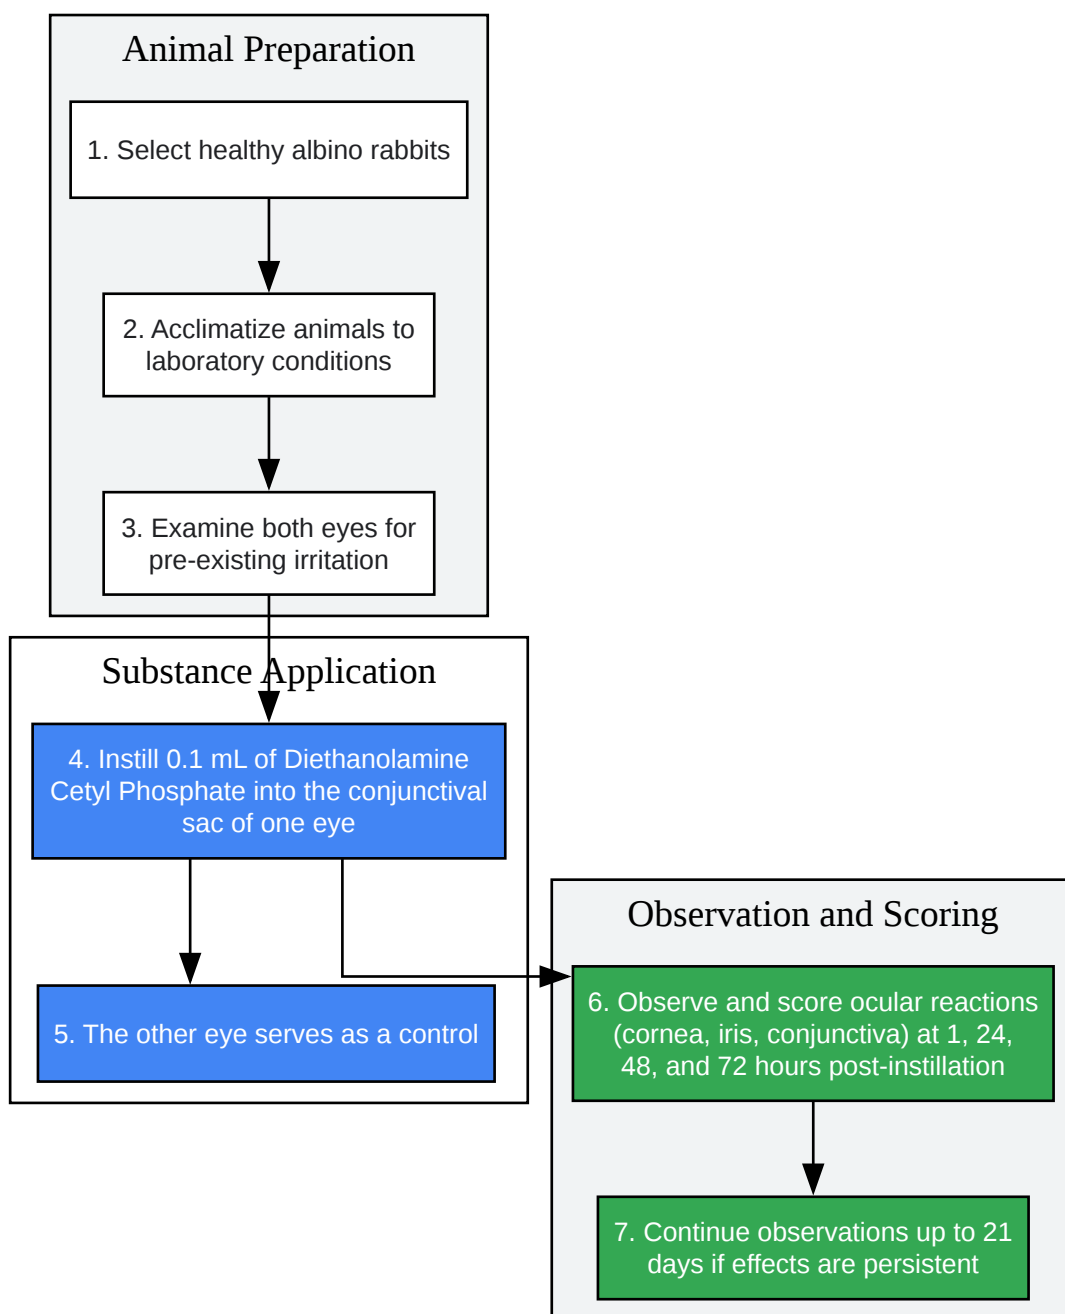 Animal Preparation
1. Select healthy albino rabbits
2. Acclimatize animals to
laboratory conditions
3. Examine both eyes for
pre-existing irritation
Substance Application
4. Instill 0.1 mL of Diethanolamine
Cetyl Phosphate into the conjunctival
sac of one eye
5. The other eye serves as a control
Observation and Scoring
6. Observe and score ocular reactions
(cornea, iris, conjunctiva) at 1, 24,
48, and 72 hours post-instillation
7. Continue observations up to 21
days if effects are persistent